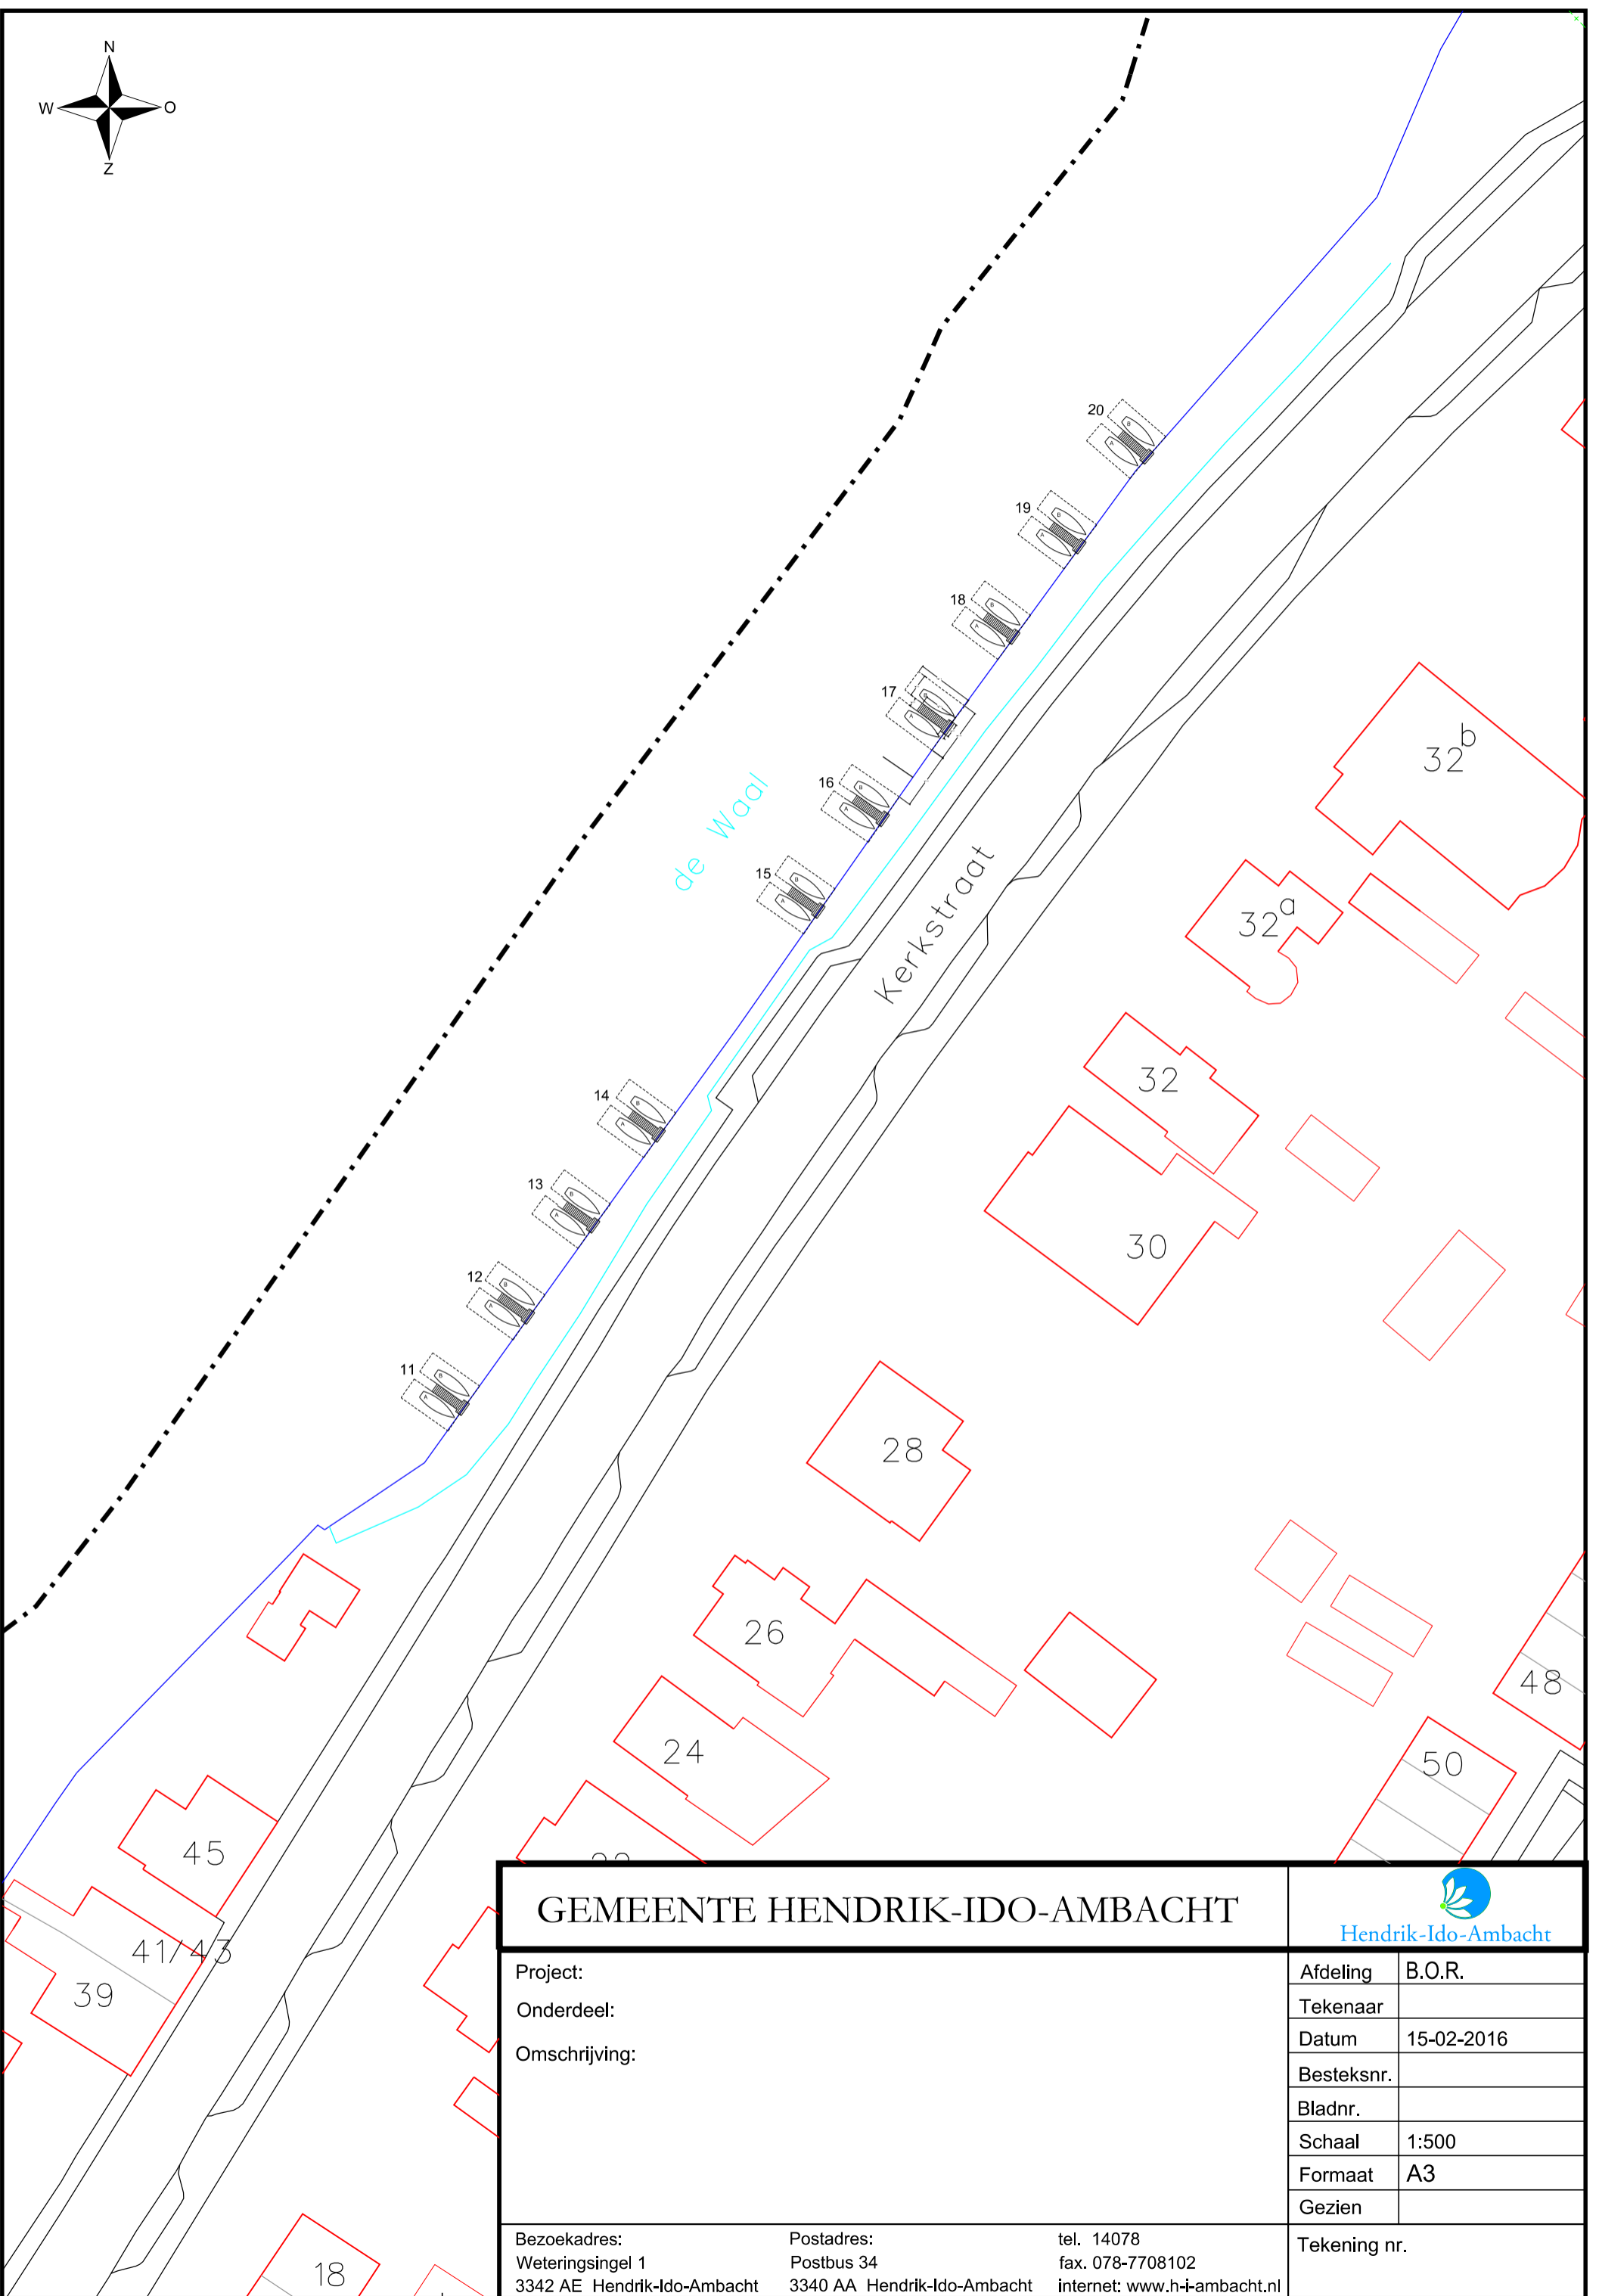 N
W O
Z
20
19
18
17
16
15
14
13
12
11
A B
A B
A B
A B
A B
A B
A B
A B
A B
A B
de Waal
Kerkstraat
32b
32a
32
30
28
26
24
48
50
45
41/43
39
18
GEMEENTE HENDRIK-IDO-AMBACHT
Hendrik-Ido-Ambacht
Project:
Onderdeel:
Omschrijving:
Afdeling B.O.R.
Tekenaar
Datum 15-02-2016
Besteksnr.
Bladnr.
Schaal 1:500
Formaat A3
Gezien
Tekening nr.
Bezoekadres:
Weteringsingel 1
3342 AE Hendrik-Ido-Ambacht
Postadres:
Postbus 34
3340 AA Hendrik-Ido-Ambacht
tel. 14078
fax. 078-7708102
internet: www.h-i-ambacht.nl